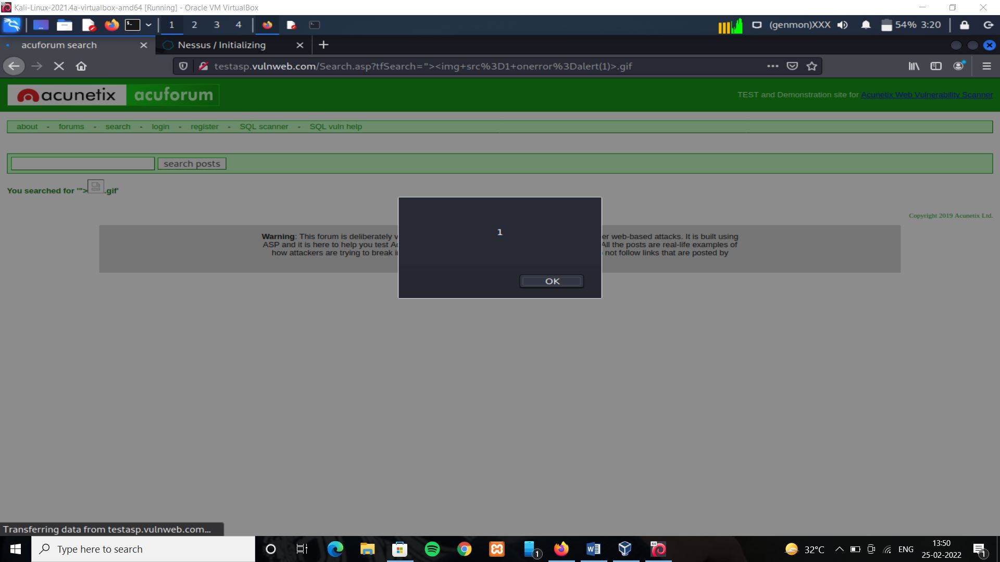 Kali-Linux-2021.4a-virtualbox-amd64 [Running] - Oracle VM VirtualBox
1 2 3 4 (genmon)XXX 54% 3:20
acuforum search Nessus / Initializing
testasp.vulnweb.com/Search.asp?tfSearch="><img+src%3D1+onerror%3Dalert(1)>.gif
acunetix acuforum TEST and Demonstration site for Acunetix Web Vulnerability Scanner
about - forums - search - login - register - SQL scanner - SQL vuln help
search posts
You searched for '">.gif'
1
OK
Copyright 2019 Acunetix Ltd.
Warning: This forum is deliberately v er web-based attacks. It is built using
ASP and it is here to help you test Ac All the posts are real-life examples of
how attackers are trying to break i not follow links that are posted by
Transferring data from testasp.vulnweb.com...
Type here to search 1 32°C ENG 13:50
25-02-2022 1